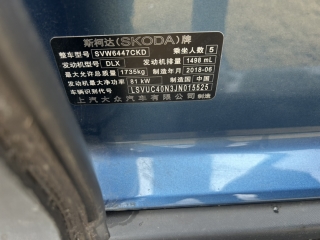 斯柯达(SKODA)牌
整车型号 SVW6447CKD 乘坐人数 5
发动机型号 DLX 发动机排量 1498 mL
最大允许总质量 1735kg 制造年月 2018-06
发动机最大净功率 81 kW 制造国 中国
车辆识别代号 LSVUC40N3JN015525
上汽大众汽车有限公司 制造